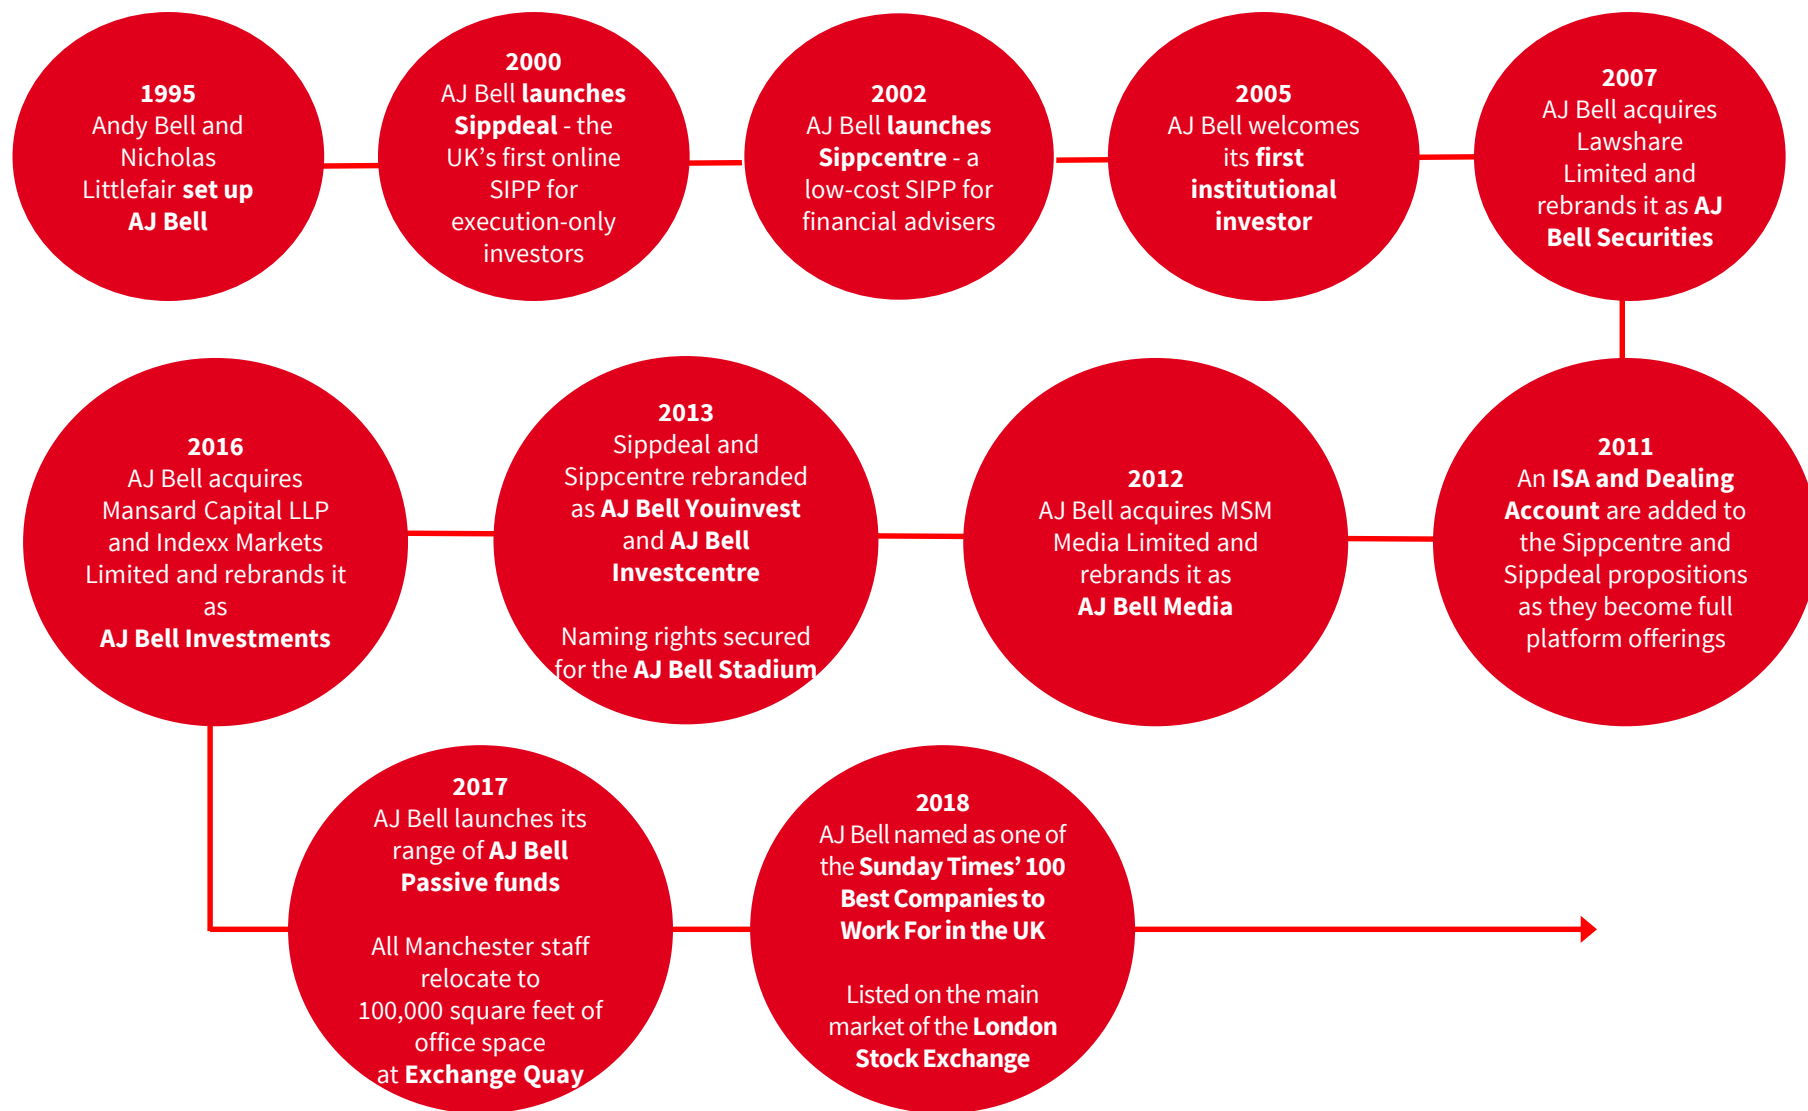 1995
Andy Bell and
Nicholas
Littlefair set up
AJ Bell
2000
AJ Bell launches
Sippdeal - the
UK's first online
SIPP for
execution-only
investors
2002
AJ Bell launches
Sippcentre - a
low-cost SIPP for
financial advisers
2005
AJ Bell welcomes
its first
institutional
investor
2007
AJ Bell acquires
Lawshare
Limited and
rebrands it as AJ
Bell Securities
2011
An ISA and Dealing
Account are added to
the Sippcentre and
Sippdeal propositions
as they become full
platform offerings
2012
AJ Bell acquires MSM
Media Limited and
rebrands it as
AJ Bell Media
2013
Sippdeal and
Sippcentre rebranded
as AJ Bell Youinvest
and AJ Bell
Investcentre
Naming rights secured
for the AJ Bell Stadium
2016
AJ Bell acquires
Mansard Capital LLP
and Indexx Markets
Limited and rebrands it
as
AJ Bell Investments
2017
AJ Bell launches its
range of AJ Bell
Passive funds
All Manchester staff
relocate to
100,000 square feet of
office space
at Exchange Quay
2018
AJ Bell named as one of
the Sunday Times’ 100
Best Companies to
Work For in the UK
Listed on the main
market of the London
Stock Exchange